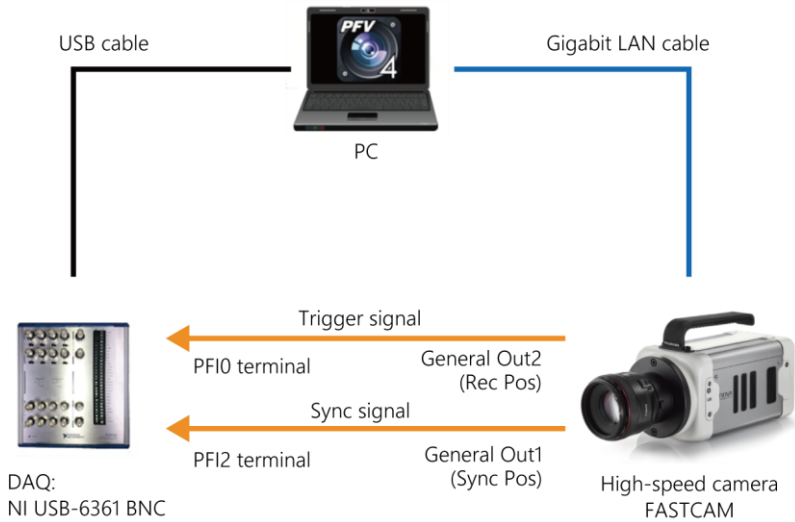 USB cable
PFV
4
Gigabit LAN cable
PC
Trigger signal
PFI0 terminal
General Out2
(Rec Pos)
Sync signal
PFI2 terminal
General Out1
(Sync Pos)
DAQ:
NI USB-6361 BNC
High-speed camera
FASTCAM